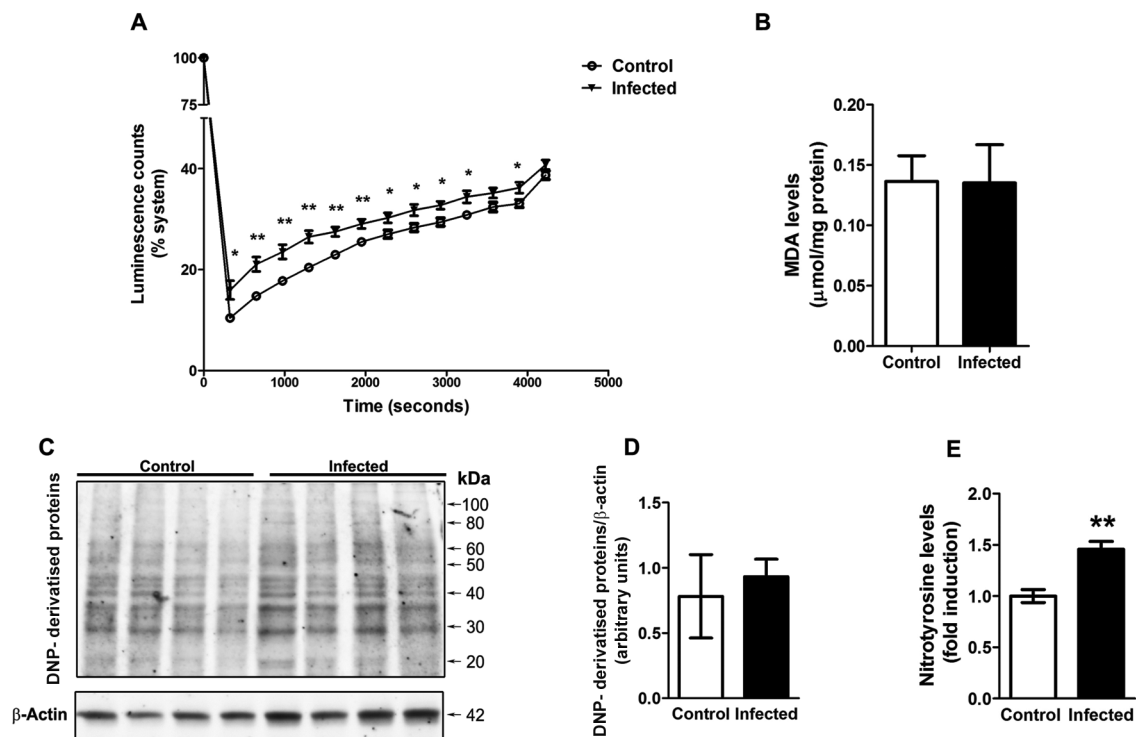 A
100
75
40
20
0
Luminescence counts
(% system)
* ** ** ** ** ** * * * * *
0 1000 2000 3000 4000 5000
Time (seconds)
Control
Infected
B
0.20
0.15
0.10
0.05
0.00
MDA levels
(μmol/mg protein)
Control Infected
C
Control Infected
kDa
DNP- derivatised proteins
100
80
60
50
40
30
20
β-Actin
42
D
DNP- derivatised proteins/β-actin
(arbitrary units)
1.5
1.0
0.5
0.0
Control Infected
E
Nitrotyrosine levels
(fold induction)
2.0
1.5
1.0
0.5
0.0
**
Control Infected